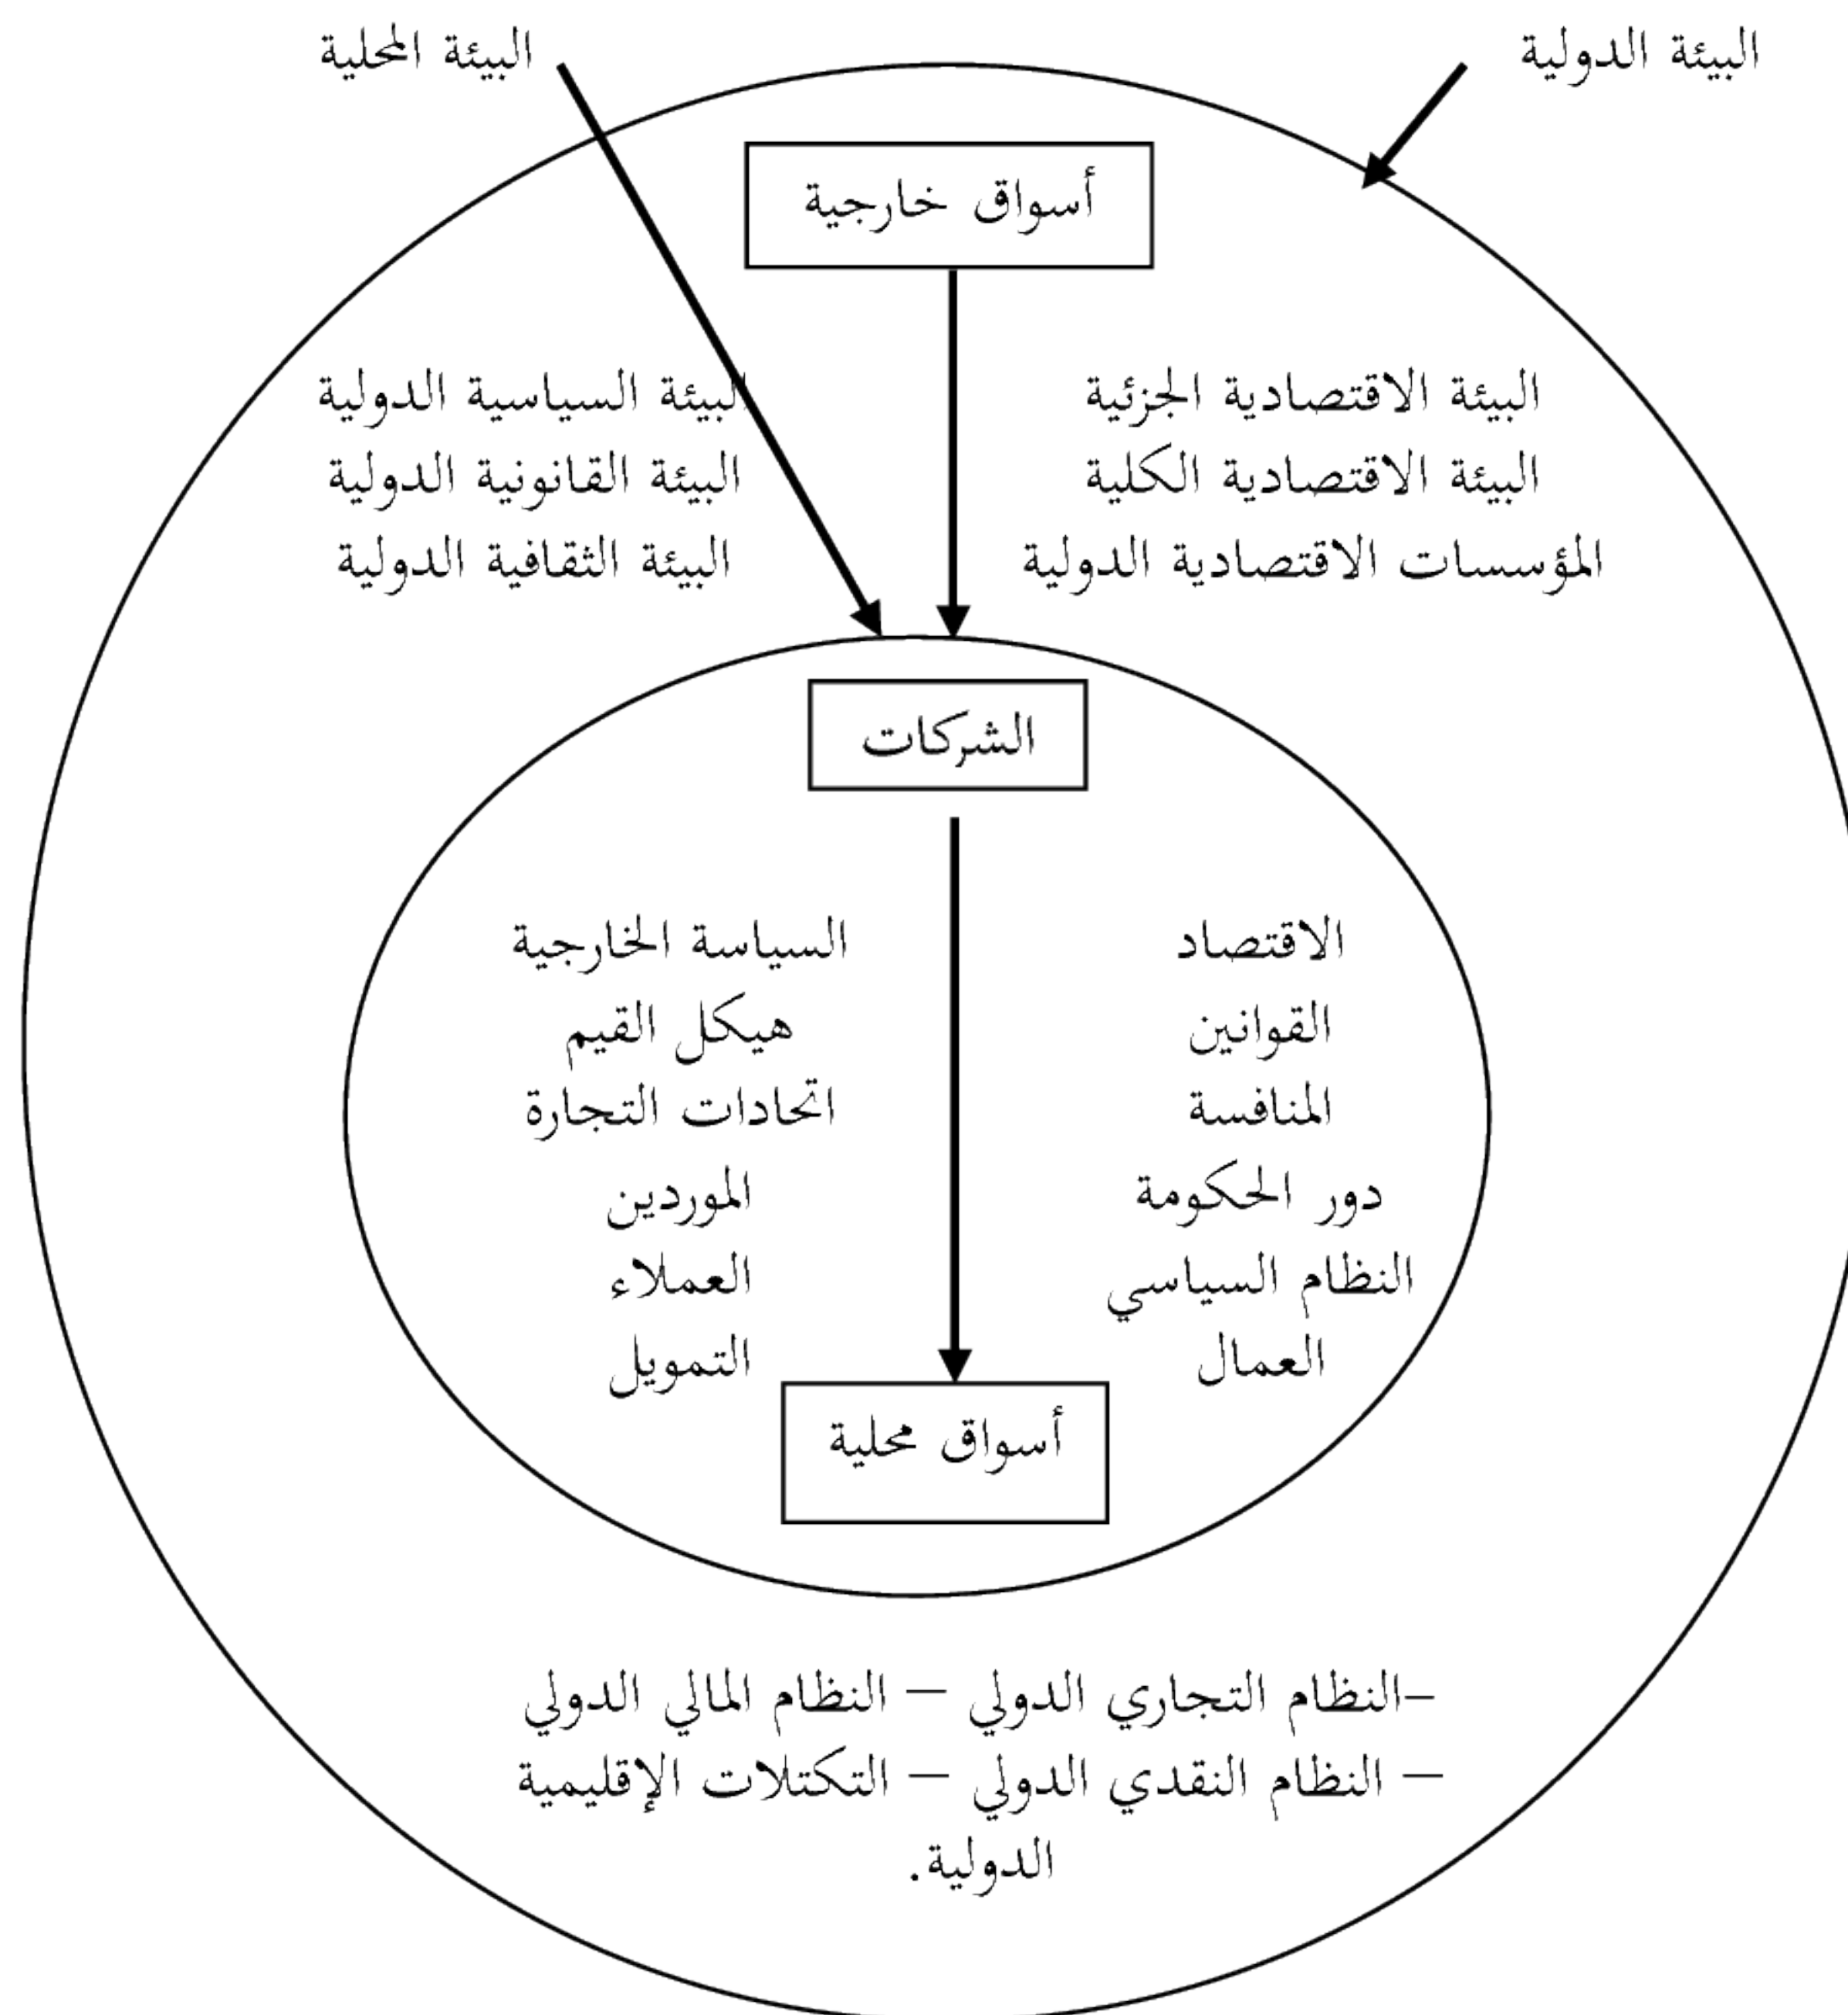 البيئة الدولية
البيئة المحلية
أسواق خارجية
البيئة الاقتصادية الجزئية
البيئة الاقتصادية الكلية
المؤسسات الاقتصادية الدولية
البيئة السياسية الدولية
البيئة القانونية الدولية
البيئة الثقافية الدولية
الشركات
الاقتصاد
القوانين
المنافسة
دور الحكومة
النظام السياسي
العمال
السياسة الخارجية
هيكل القيم
اتحادات التجارة
الموردين
العملاء
التمويل
أسواق محلية
–النظام التجاري الدولي – النظام المالي الدولي
– النظام النقدي الدولي – التكتلات الإقليمية
الدولية.